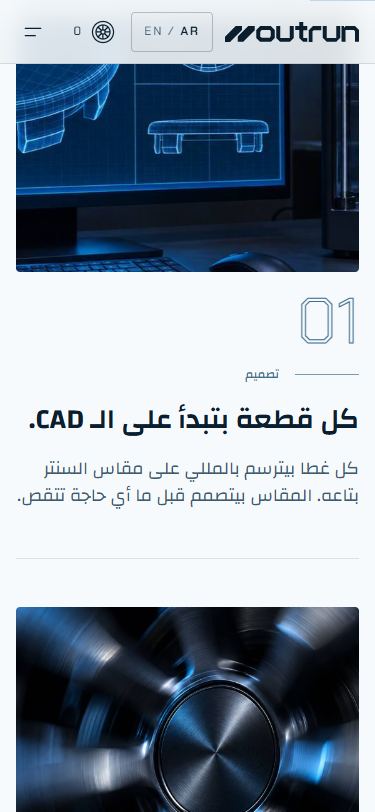 outrun
EN / AR
0
01
تصميم
كل قطعة بتبدأ على الـ CAD.
كل غطا بيترسم بالمللي على مقاس السنتر
بتاعه. المقاس بيتصمم قبل ما أي حاجة تتقص.